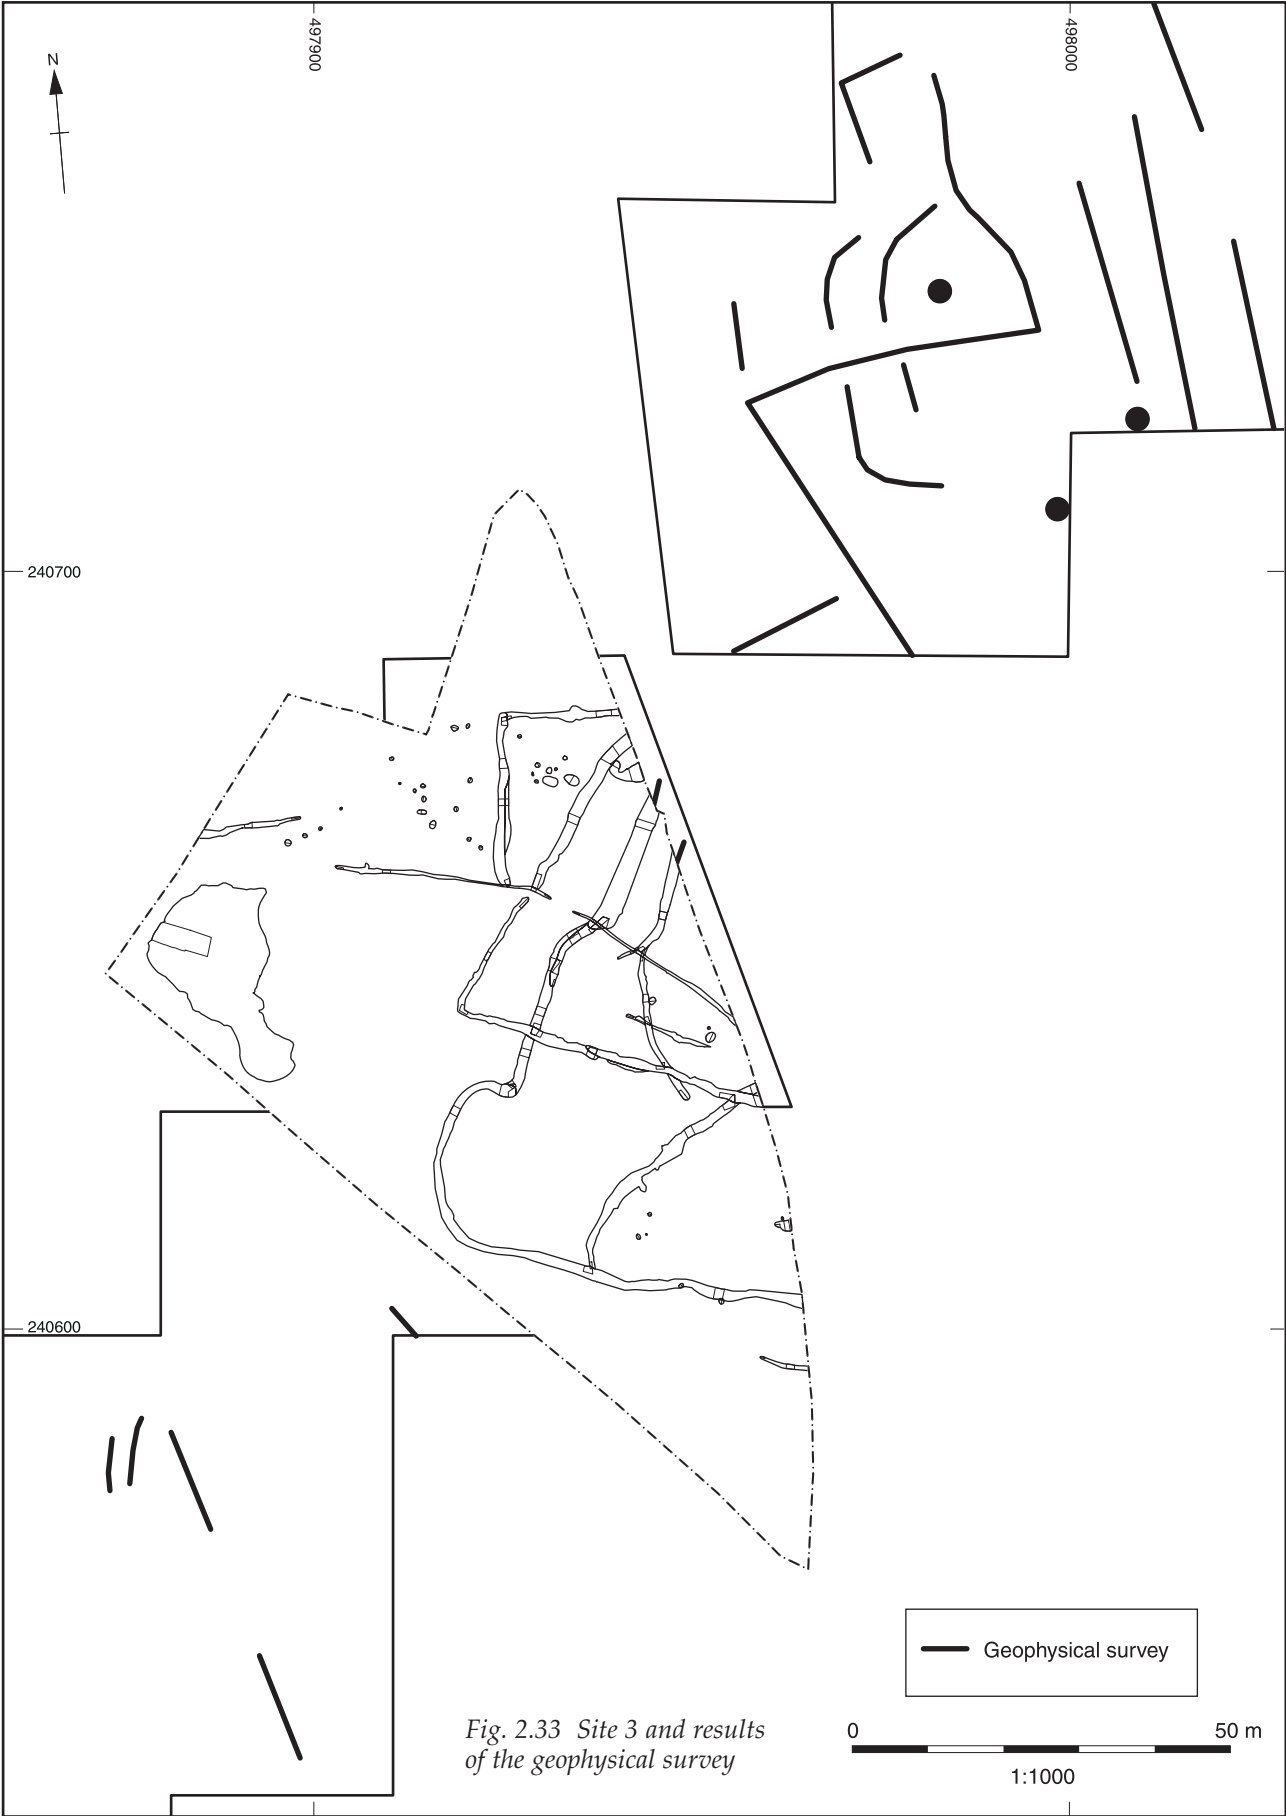 497900
498000
N
240700
240600
Geophysical survey
Fig. 2.33 Site 3 and results
of the geophysical survey
0 50 m
1:1000